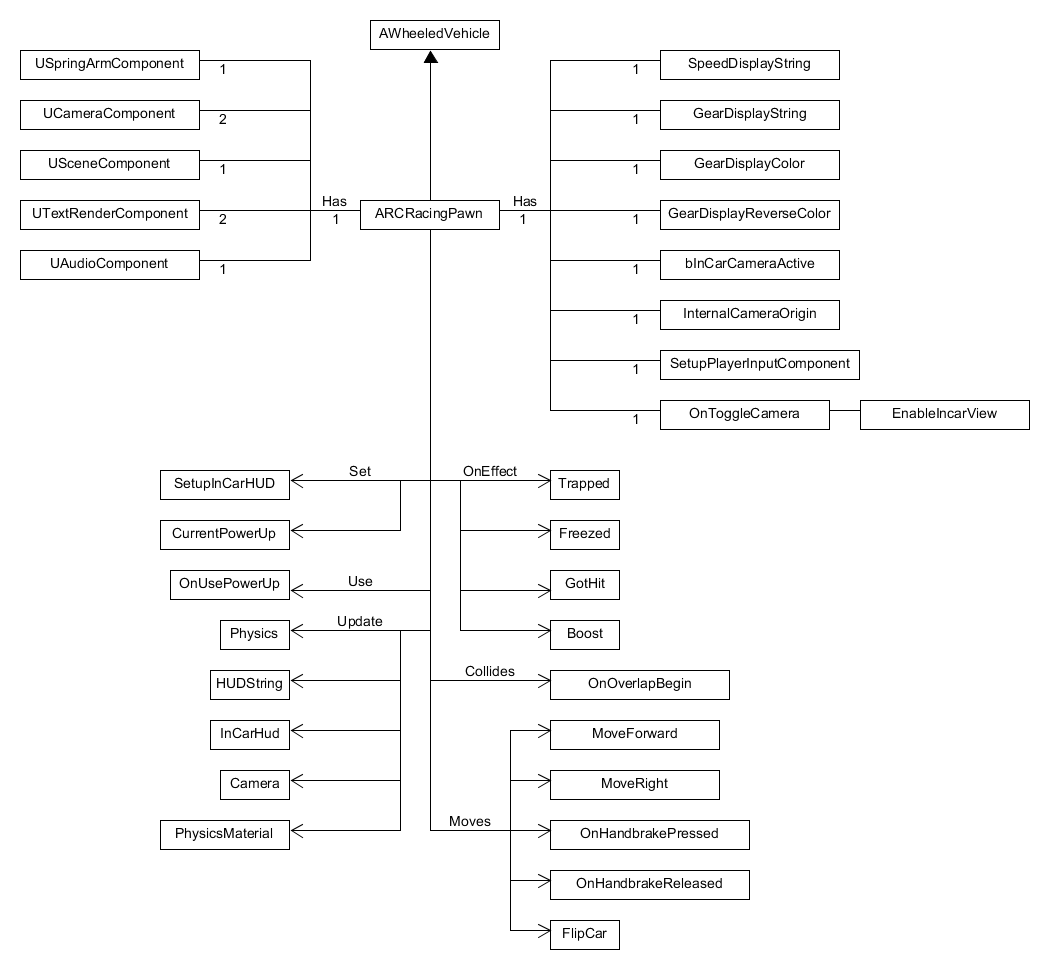 AWheeledVehicle
USpringArmComponent
1
1
SpeedDisplayString
UCameraComponent
2
1
GearDisplayString
USceneComponent
1
1
GearDisplayColor
UTextRenderComponent
2
Has
1
ARCRacingPawn
Has
1
1
GearDisplayReverseColor
UAudioComponent
1
1
bInCarCameraActive
1
InternalCameraOrigin
1
SetupPlayerInputComponent
1
OnToggleCamera
EnableIncarView
SetupInCarHUD
Set
OnEffect
Trapped
CurrentPowerUp
Freezed
OnUsePowerUp
Use
GotHit
Physics
Update
Boost
HUDString
Collides
OnOverlapBegin
InCarHud
MoveForward
Camera
MoveRight
PhysicsMaterial
Moves
OnHandbrakePressed
OnHandbrakeReleased
FlipCar